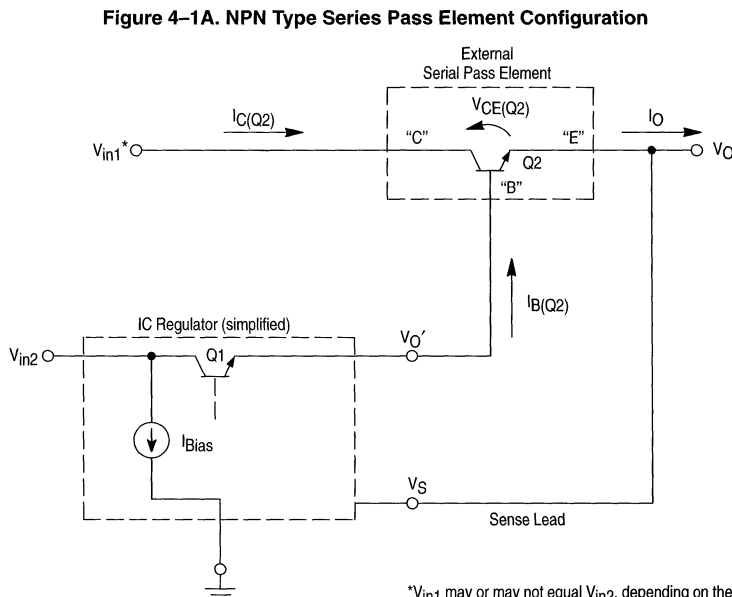 Figure 4–1A. NPN Type Series Pass Element Configuration
External
Serial Pass Element
IC(Q2)
VCE(Q2)
IO
Vin1*
"C"
"E"
VO
Q2
"B"
IB(Q2)
IC Regulator (simplified)
VO′
Vin2
Q1
IBias
VS
Sense Lead
*Vin1 may or may not equal Vin2, depending on the